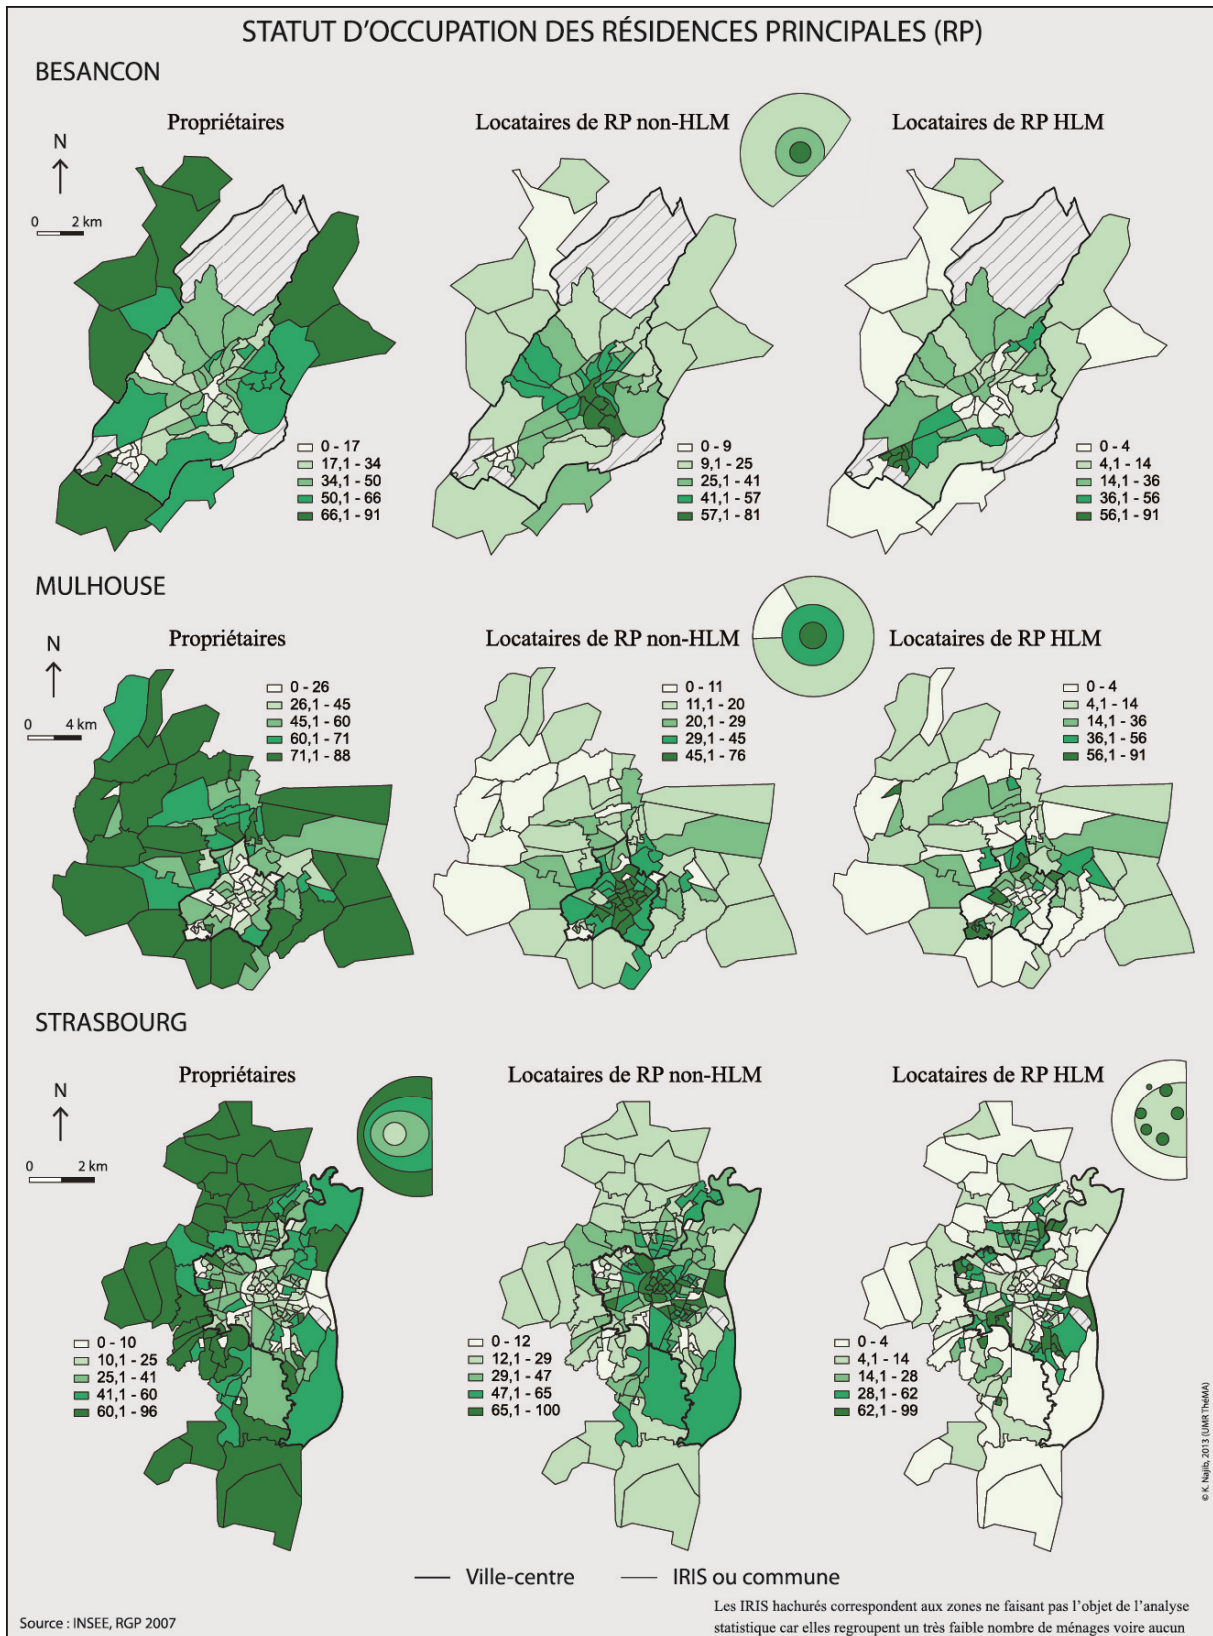 STATUT D'OCCUPATION DES RÉSIDENCES PRINCIPALES (RP)
BESANCON
Propriétaires
Locataires de RP non-HLM
Locataires de RP HLM
N
0 2 km
0 - 17
17,1 - 34
34,1 - 50
50,1 - 66
66,1 - 91
0 - 9
9,1 - 25
25,1 - 41
41,1 - 57
57,1 - 81
0 - 4
4,1 - 14
14,1 - 36
36,1 - 56
56,1 - 91
MULHOUSE
Propriétaires
Locataires de RP non-HLM
Locataires de RP HLM
N
0 4 km
0 - 26
26,1 - 45
45,1 - 60
60,1 - 71
71,1 - 88
0 - 11
11,1 - 20
20,1 - 29
29,1 - 45
45,1 - 76
0 - 4
4,1 - 14
14,1 - 36
36,1 - 56
56,1 - 91
STRASBOURG
Propriétaires
Locataires de RP non-HLM
Locataires de RP HLM
N
0 2 km
0 - 10
10,1 - 25
25,1 - 41
41,1 - 60
60,1 - 96
0 - 12
12,1 - 29
29,1 - 47
47,1 - 65
65,1 - 100
0 - 4
4,1 - 14
14,1 - 28
28,1 - 62
62,1 - 99
© K. Najib, 2013 (UMR ThéMA)
Ville-centre
IRIS ou commune
Source : INSEE, RGP 2007
Les IRIS hachurés correspondent aux zones ne faisant pas l'objet de l'analyse
statistique car elles regroupent un très faible nombre de ménages voire aucun